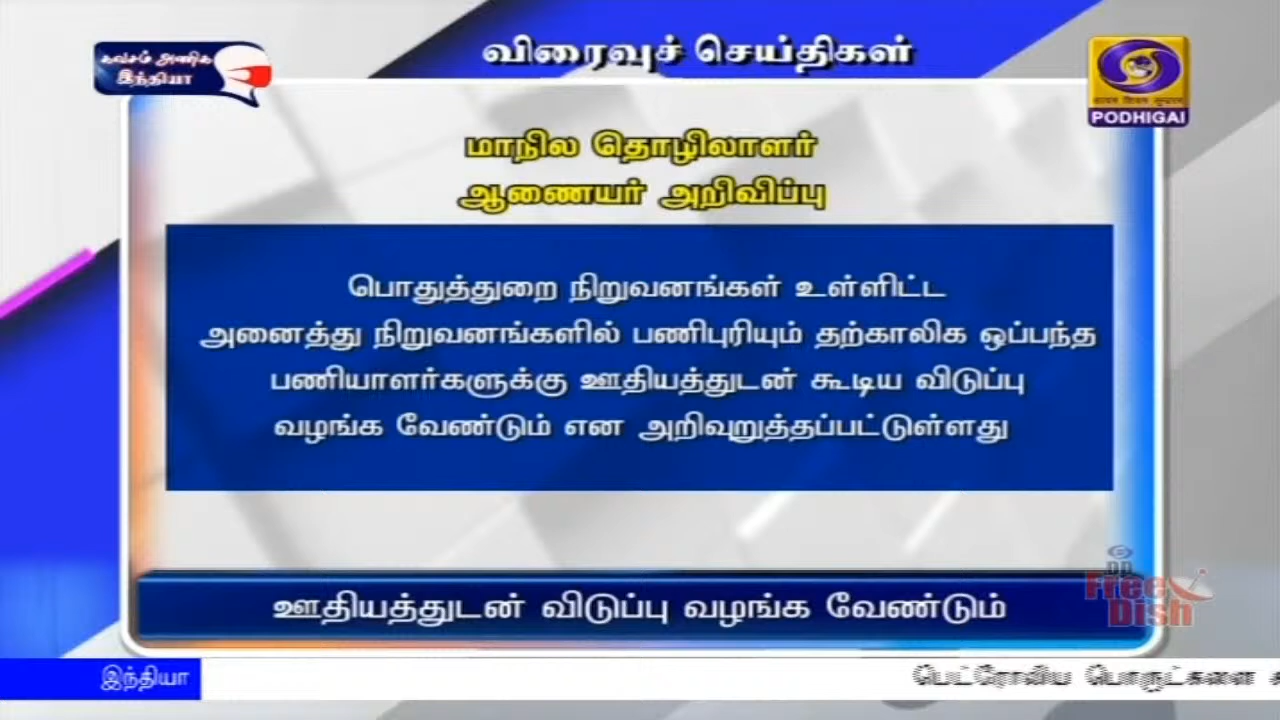 கவசம் அணிக
இந்தியா
விரைவுச் செய்திகள்
PODHIGAI
மாநில தொழிலாளர்
ஆணையர் அறிவிப்பு
பொதுத்துறை நிறுவனங்கள் உள்ளிட்ட
அனைத்து நிறுவனங்களில் பணிபுரியும் தற்காலிக ஒப்பந்த
பணியாளர்களுக்கு ஊதியத்துடன் கூடிய விடுப்பு
வழங்க வேண்டும் என அறிவுறுத்தப்பட்டுள்ளது
DD
Free
Dish
ஊதியத்துடன் விடுப்பு வழங்க வேண்டும்
இந்தியா
பெட்ரோலிய பொருட்களை